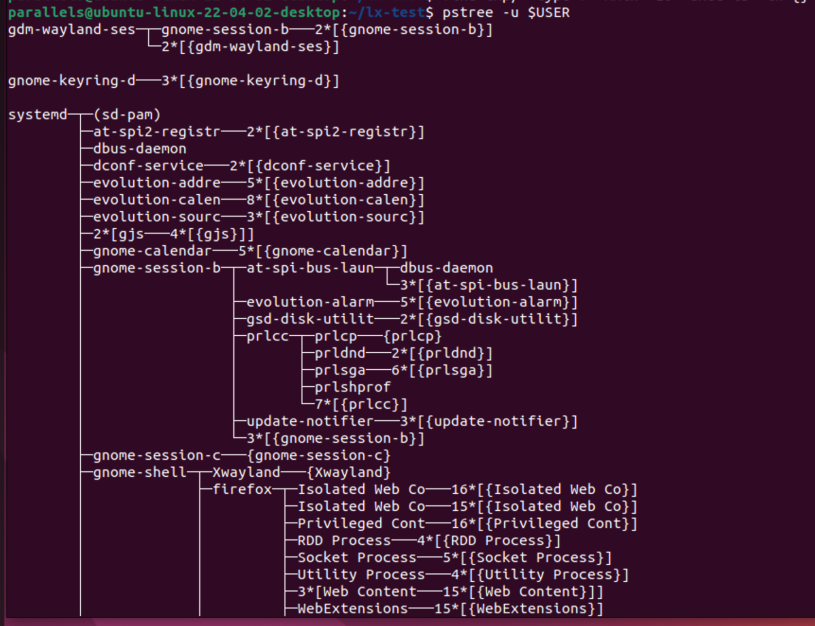 parallels@ubuntu-linux-22-04-02-desktop:~/lx-test$ pstree -u $USER
gdm-wayland-ses─┬─gnome-session-b───2*[{gnome-session-b}]
                └─2*[{gdm-wayland-ses}]

gnome-keyring-d───3*[{gnome-keyring-d}]

systemd─┬─(sd-pam)
        ├─at-spi2-registr───2*[{at-spi2-registr}]
        ├─dbus-daemon
        ├─dconf-service───2*[{dconf-service}]
        ├─evolution-addre───5*[{evolution-addre}]
        ├─evolution-calen───8*[{evolution-calen}]
        ├─evolution-sourc───3*[{evolution-sourc}]
        ├─2*[gjs───4*[{gjs}]]
        ├─gnome-calendar───5*[{gnome-calendar}]
        ├─gnome-session-b─┬─at-spi-bus-laun─┬─dbus-daemon
        │                 │                 └─3*[{at-spi-bus-laun}]
        │                 ├─evolution-alarm───5*[{evolution-alarm}]
        │                 ├─gsd-disk-utilit───2*[{gsd-disk-utilit}]
        │                 ├─prlcc─┬─prlcp───{prlcp}
        │                 │       ├─prldnd───2*[{prldnd}]
        │                 │       ├─prlsga───6*[{prlsga}]
        │                 │       ├─prlshprof
        │                 │       └─7*[{prlcc}]
        │                 ├─update-notifier───3*[{update-notifier}]
        │                 └─3*[{gnome-session-b}]
        ├─gnome-session-c───{gnome-session-c}
        ├─gnome-shell─┬─Xwayland───{Xwayland}
        │             ├─firefox─┬─Isolated Web Co───16*[{Isolated Web Co}]
        │             │         ├─Isolated Web Co───15*[{Isolated Web Co}]
        │             │         ├─Privileged Cont───16*[{Privileged Cont}]
        │             │         ├─RDD Process───4*[{RDD Process}]
        │             │         ├─Socket Process───5*[{Socket Process}]
        │             │         ├─Utility Process───4*[{Utility Process}]
        │             │         ├─3*[Web Content───15*[{Web Content}]]
        │             │         ├─WebExtensions───15*[{WebExtensions}]